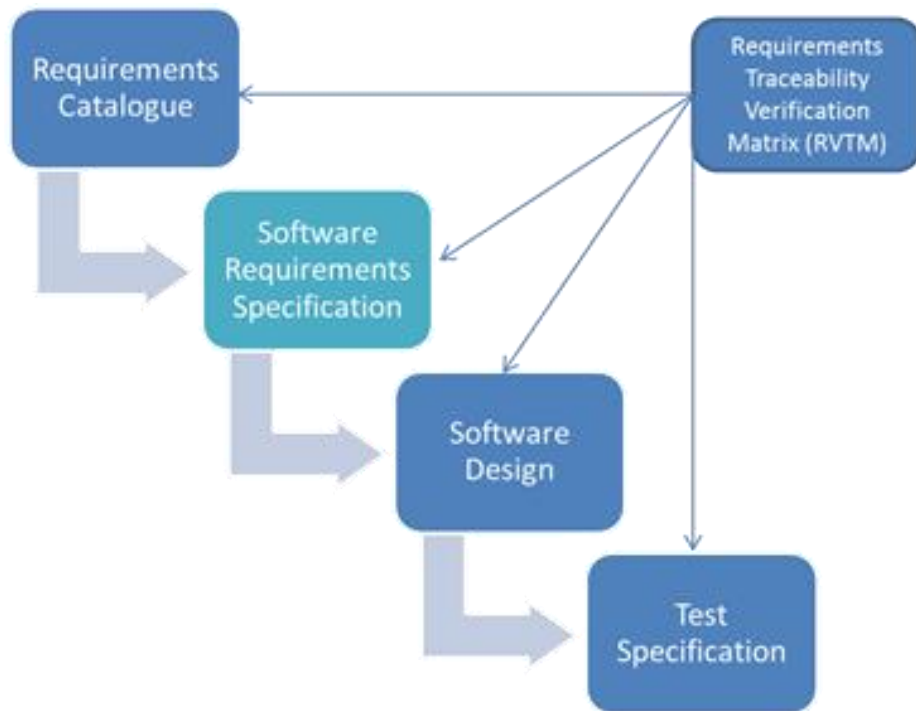 Requirements
Catalogue
Requirements
Traceability
Verification
Matrix (RVTM)
Software
Requirements
Specification
Software
Design
Test
Specification